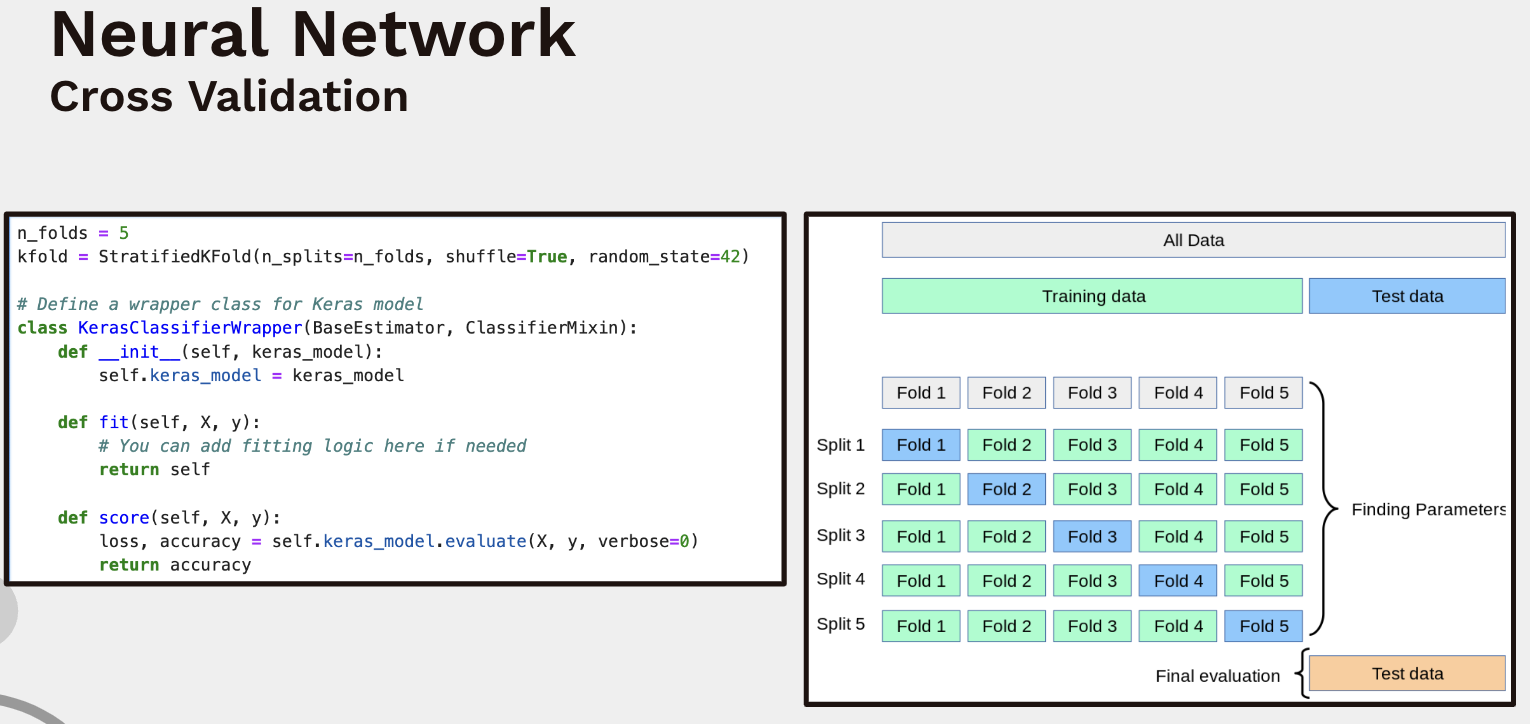 Neural Network
Cross Validation
n_folds = 5
kfold = StratifiedKFold(n_splits=n_folds, shuffle=True, random_state=42)
# Define a wrapper class for Keras model
class KerasClassifierWrapper(BaseEstimator, ClassifierMixin):
    def __init__(self, keras_model):
        self.keras_model = keras_model
    def fit(self, X, y):
        # You can add fitting logic here if needed
        return self
    def score(self, X, y):
        loss, accuracy = self.keras_model.evaluate(X, y, verbose=0)
        return accuracy
All Data
Training data Test data
Fold 1 Fold 2 Fold 3 Fold 4 Fold 5
Split 1 Fold 1 Fold 2 Fold 3 Fold 4 Fold 5
Split 2 Fold 1 Fold 2 Fold 3 Fold 4 Fold 5
Finding Parameters
Split 3 Fold 1 Fold 2 Fold 3 Fold 4 Fold 5
Split 4 Fold 1 Fold 2 Fold 3 Fold 4 Fold 5
Split 5 Fold 1 Fold 2 Fold 3 Fold 4 Fold 5
Final evaluation Test data